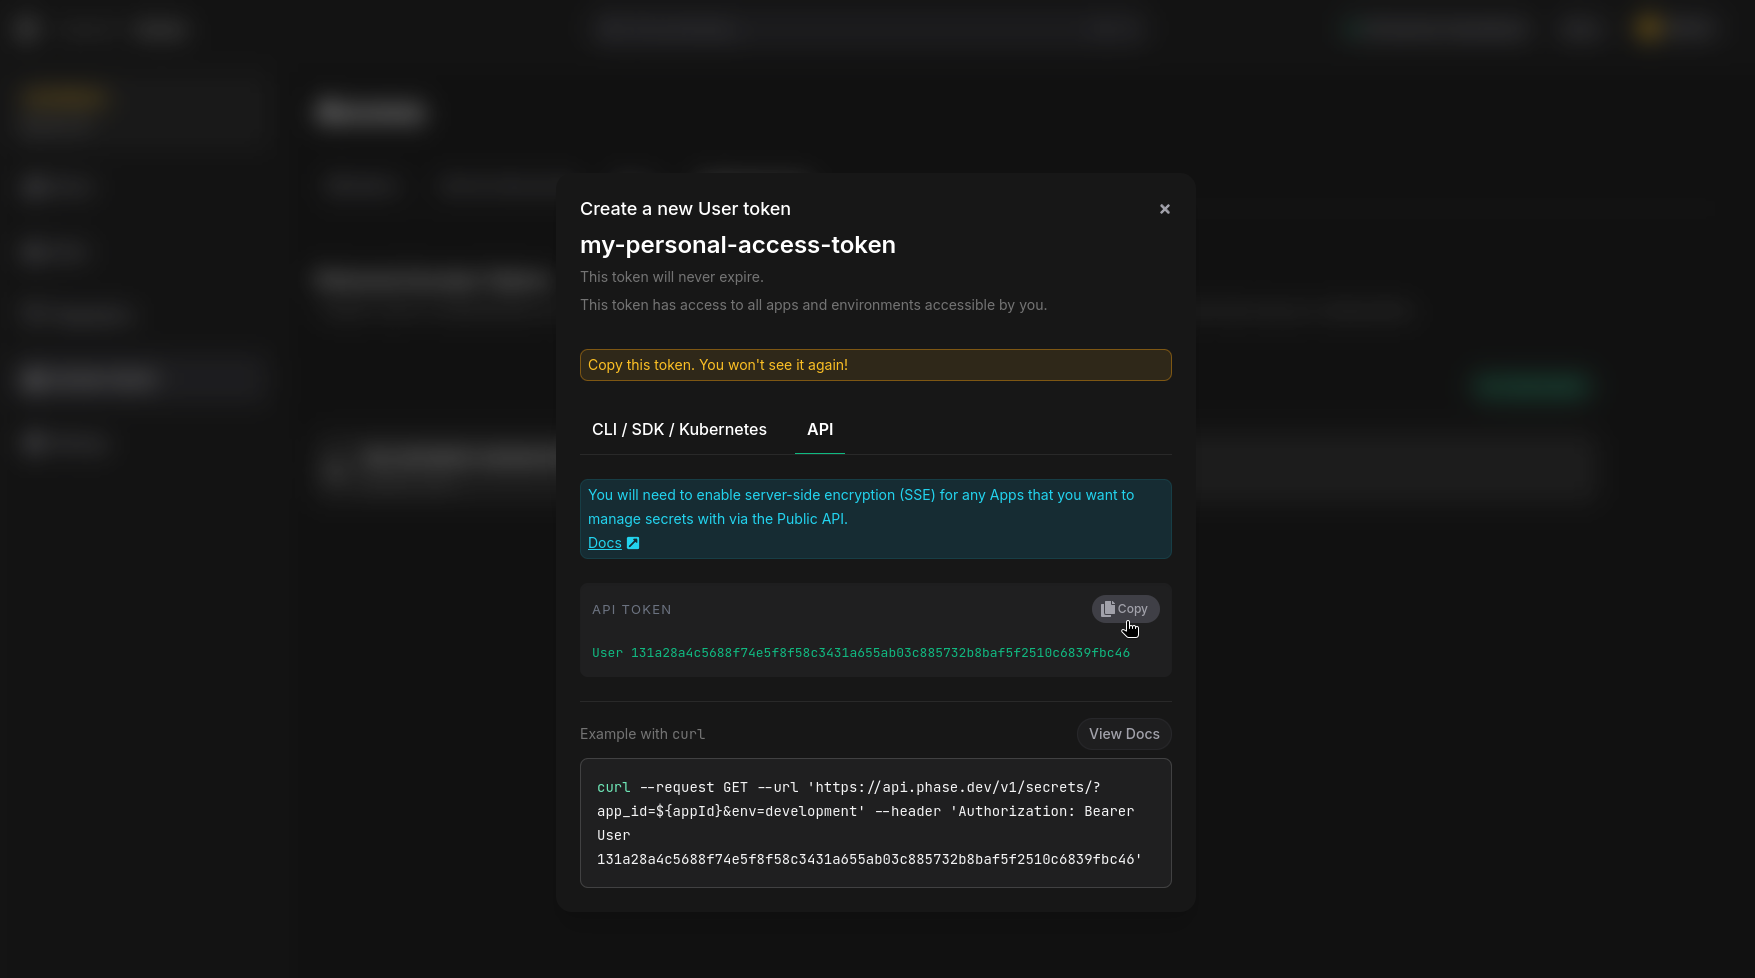 Create a new User token
my-personal-access-token
This token will never expire.
This token has access to all apps and environments accessible by you.
Copy this token. You won't see it again!
CLI / SDK / Kubernetes API
You will need to enable server-side encryption (SSE) for any Apps that you want to
manage secrets with via the Public API.
Docs
API TOKEN
Copy
User 131a28a4c5688f74e5f8f58c3431a655ab03c885732b8baf5f2510c6839fbc46
Example with curl
View Docs
curl --request GET --url 'https://api.phase.dev/v1/secrets/?
app_id=${appId}&env=development' --header 'Authorization: Bearer
User
131a28a4c5688f74e5f8f58c3431a655ab03c885732b8baf5f2510c6839fbc46'